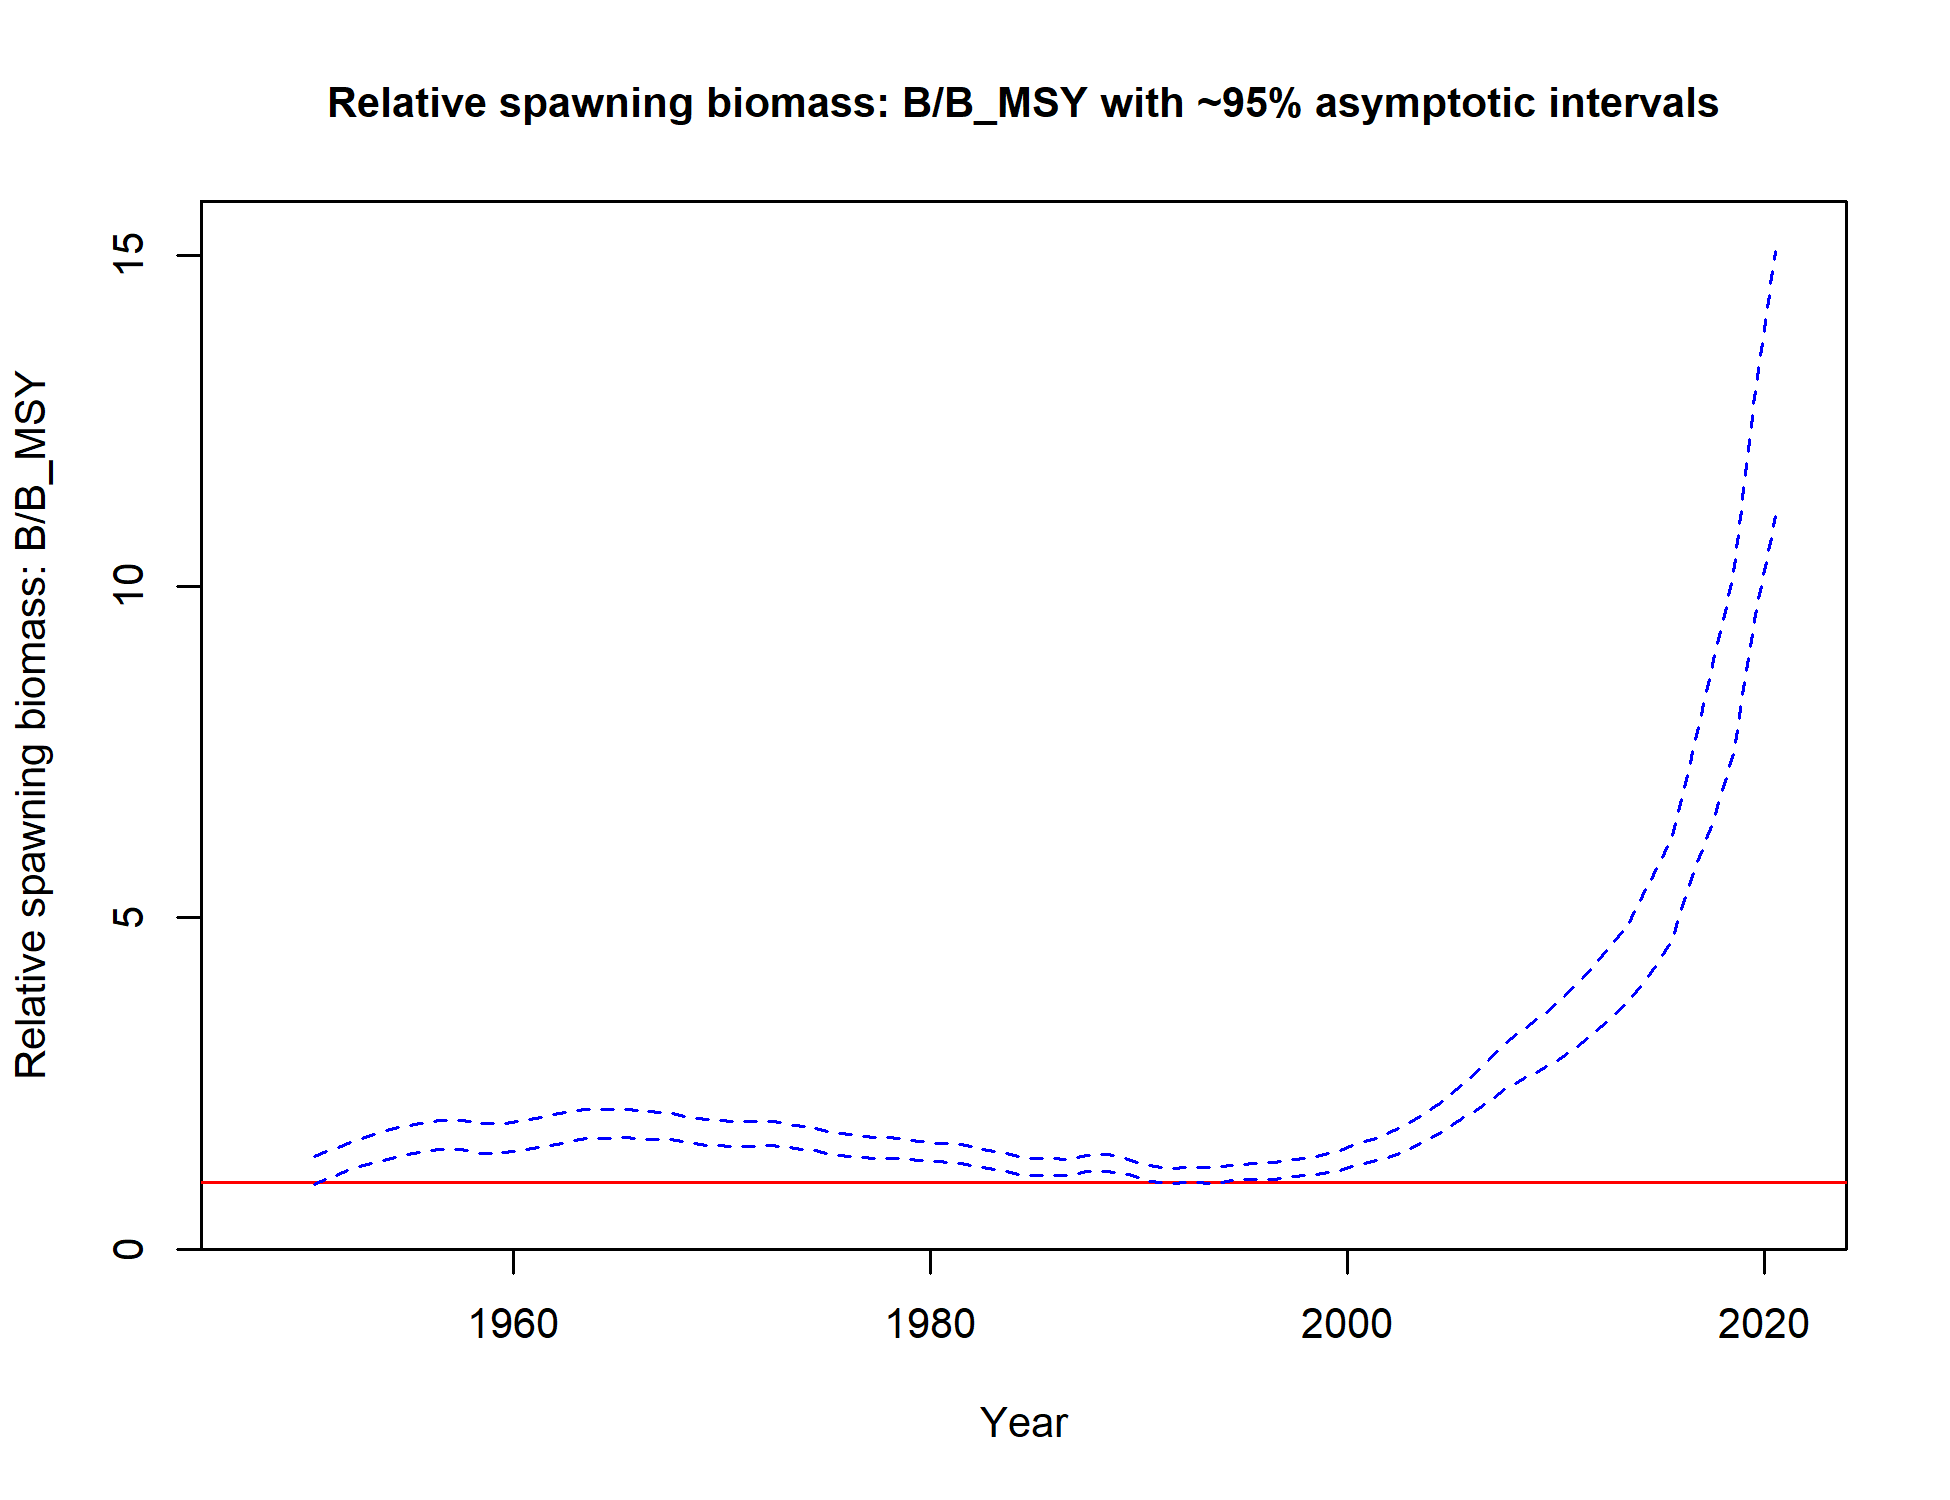 Relative spawning biomass: B/B_MSY with ~95% asymptotic intervals
Relative spawning biomass: B/B_MSY
15
10
5
0
1960
1980
2000
2020
Year